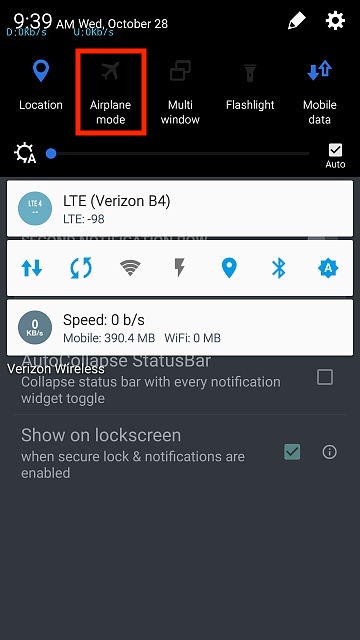 9:39 AM Wed, October 28
D:0Kb/s U:0Kb/s
Location
Airplane mode
Multi window
Flashlight
Mobile data
A
Auto
LTE 4
--
LTE (Verizon B4)
LTE: -98
SECOND NOTIFICATION ROW
A
0
KB/s
Speed: 0 b/s
Mobile: 390.4 MB WiFi: 0 MB
AutoCollapse StatusBar
Verizon Wireless
Collapse status bar with every notification
widget toggle
Show on lockscreen
when secure lock & notifications are
enabled